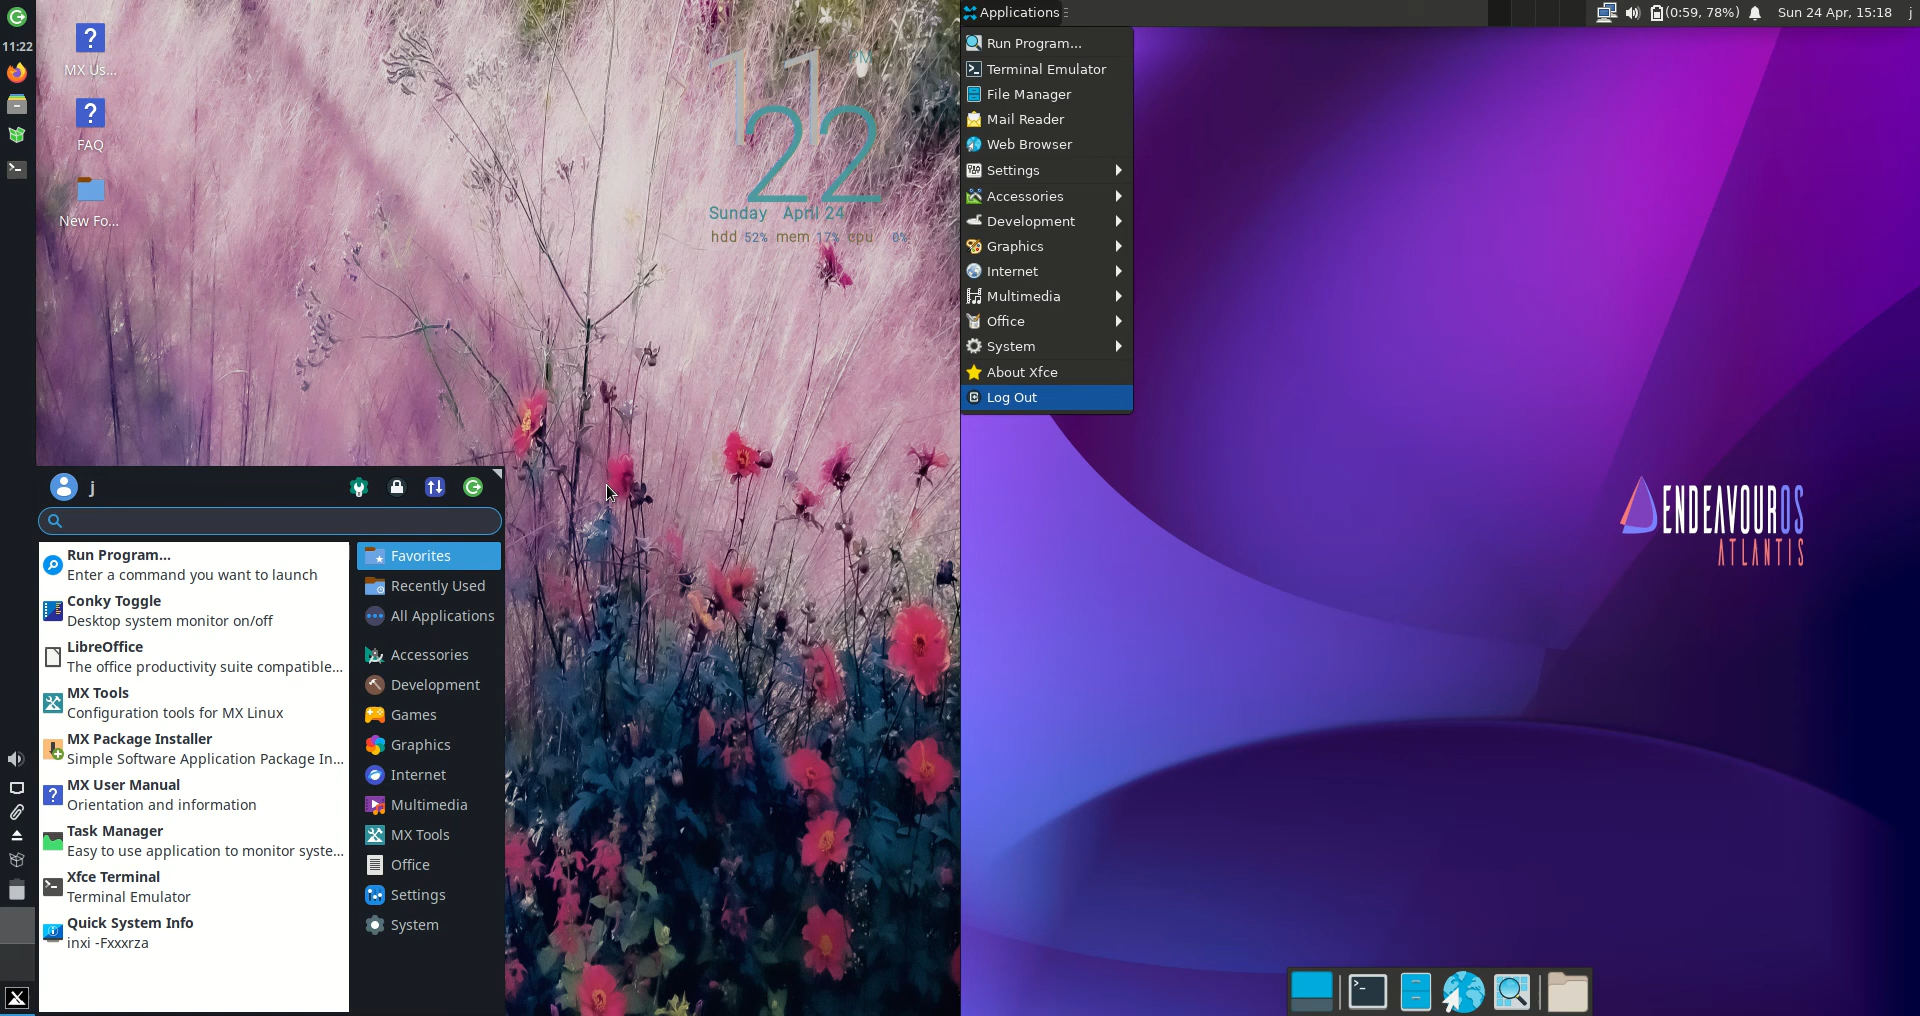 11:22
MX Us...
FAQ
New Fo...
11 PM
22
Sunday April 24
hdd 52% mem 17% cpu 0%
j
Run Program...
Enter a command you want to launch
Conky Toggle
Desktop system monitor on/off
LibreOffice
The office productivity suite compatible...
MX Tools
Configuration tools for MX Linux
MX Package Installer
Simple Software Application Package In...
MX User Manual
Orientation and information
Task Manager
Easy to use application to monitor syste...
Xfce Terminal
Terminal Emulator
Quick System Info
inxi -Fxxxrza
Favorites
Recently Used
All Applications
Accessories
Development
Games
Graphics
Internet
Multimedia
MX Tools
Office
Settings
System
Applications
(0:59, 78%)
Sun 24 Apr, 15:18
j
Run Program...
Terminal Emulator
File Manager
Mail Reader
Web Browser
Settings
Accessories
Development
Graphics
Internet
Multimedia
Office
System
About Xfce
Log Out
ENDEAVOUROS
ATLANTIS